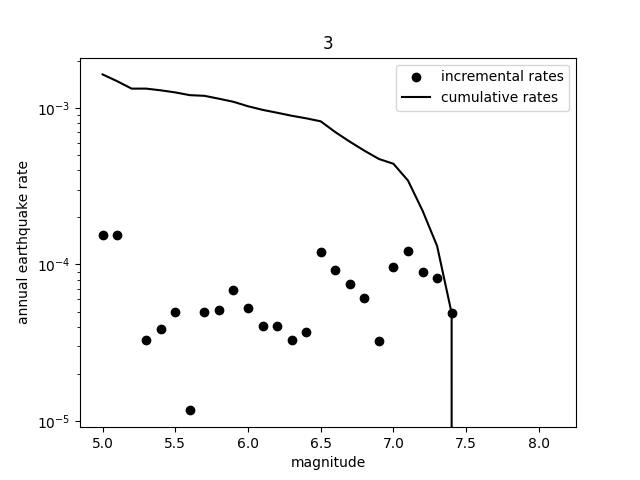 3
incremental rates
cumulative rates
annual earthquake rate
10⁻³
10⁻⁴
10⁻⁵
5.0 5.5 6.0 6.5 7.0 7.5 8.0
magnitude